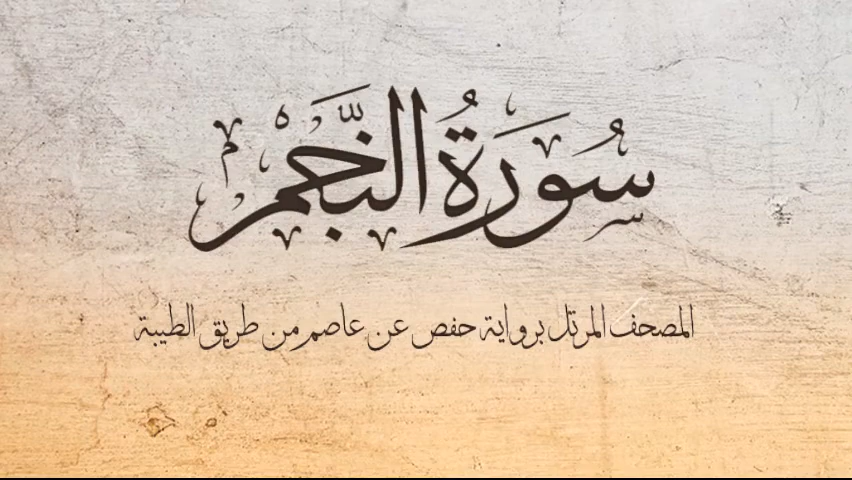 سُورَةُ النَّجْمِ
المصحف المرتل برواية حفص عن عاصم من طريق الطيبة